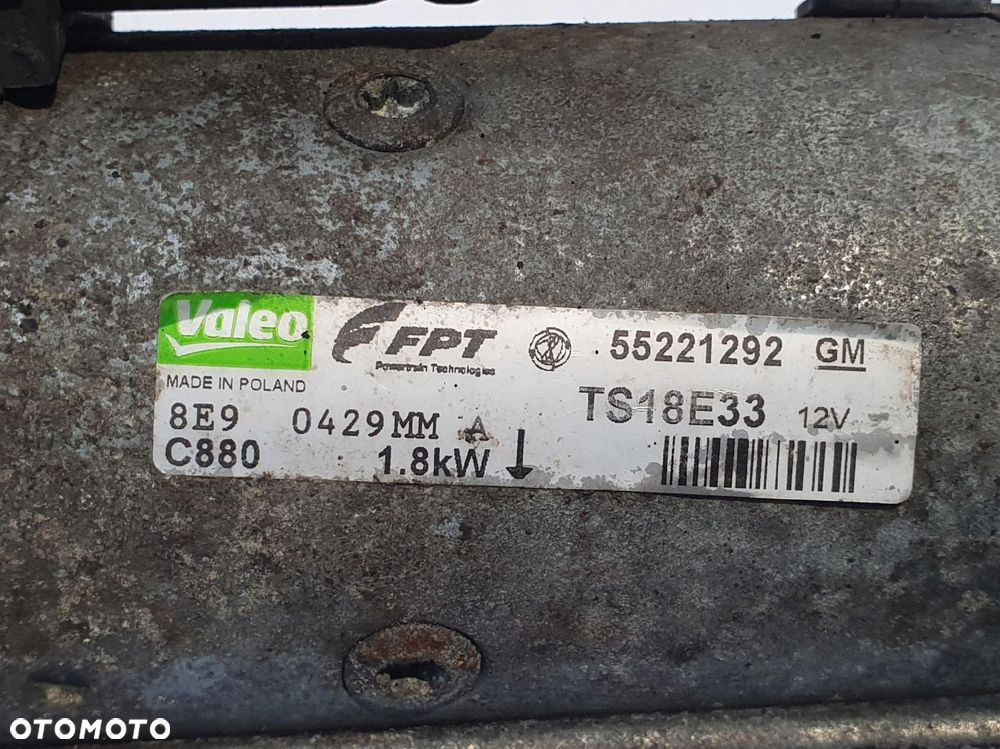 Valeo FPT 55221292 GM
Powertrain Technologies
MADE IN POLAND
TS18E33 12V
8E9 0429MM A
C880 1.8kW
OTOMOTO